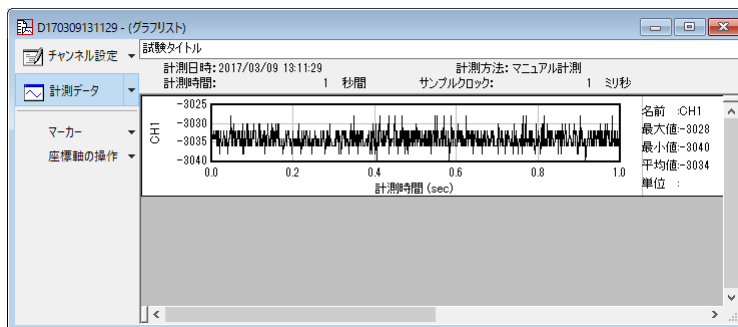 D170309131129 - (グラフリスト)
チャンネル設定
計測データ
マーカー
座標軸の操作
試験タイトル
計測日時: 2017/03/09 13:11:29 計測方法: マニュアル計測
計測時間: 1 秒間 サンプルクロック: 1 ミリ秒
CH1
-3025
-3030
-3035
-3040
0.0 0.2 0.4 0.6 0.8 1.0
計測時間 (sec)
名前 :CH1
最大値:-3028
最小値:-3040
平均値:-3034
単位 :